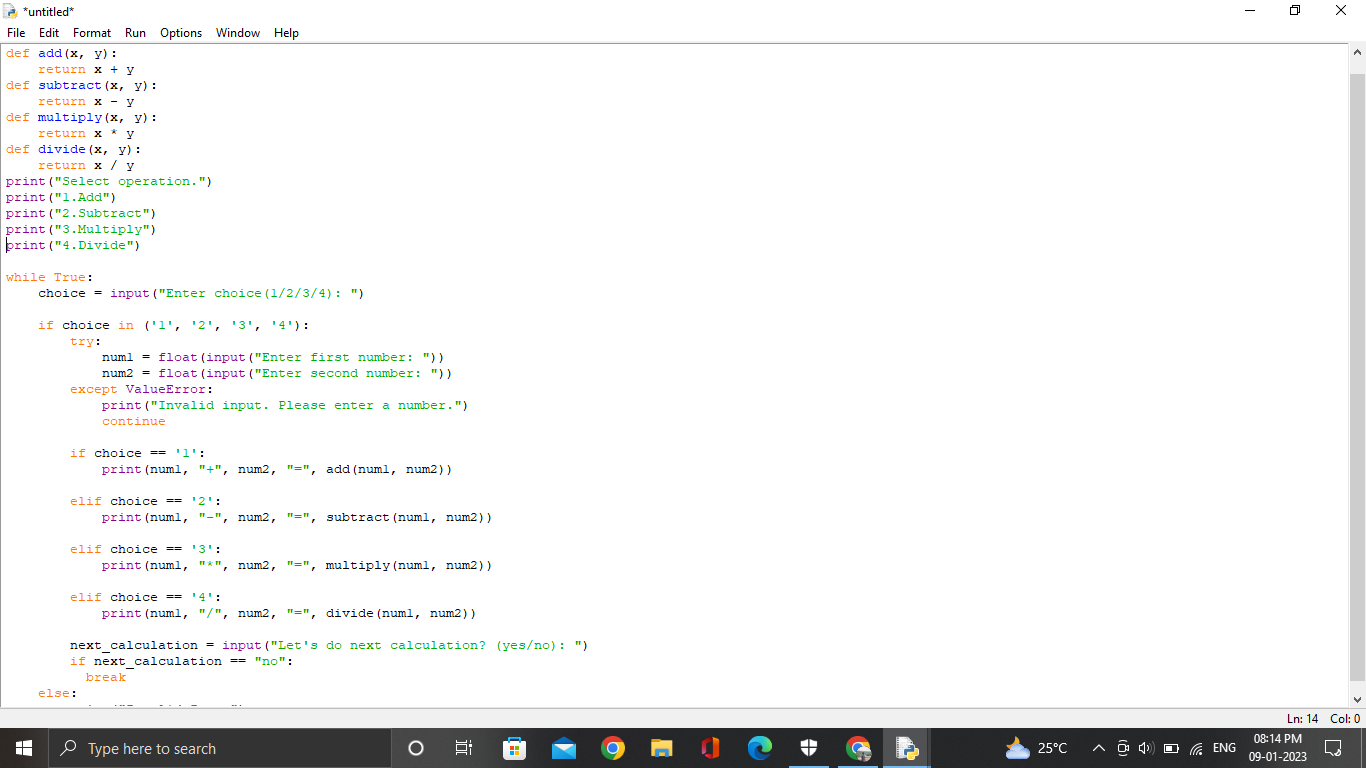 *untitled*
File Edit Format Run Options Window Help
def add(x, y):
    return x + y
def subtract(x, y):
    return x - y
def multiply(x, y):
    return x * y
def divide(x, y):
    return x / y
print("Select operation.")
print("1.Add")
print("2.Subtract")
print("3.Multiply")
print("4.Divide")
while True:
    choice = input("Enter choice(1/2/3/4): ")
    if choice in ('1', '2', '3', '4'):
        try:
            num1 = float(input("Enter first number: "))
            num2 = float(input("Enter second number: "))
        except ValueError:
            print("Invalid input. Please enter a number.")
            continue
        if choice == '1':
            print(num1, "+", num2, "=", add(num1, num2))
        elif choice == '2':
            print(num1, "-", num2, "=", subtract(num1, num2))
        elif choice == '3':
            print(num1, "*", num2, "=", multiply(num1, num2))
        elif choice == '4':
            print(num1, "/", num2, "=", divide(num1, num2))
        next_calculation = input("Let's do next calculation? (yes/no): ")
        if next_calculation == "no":
          break
    else:
Ln: 14 Col: 0
Type here to search
25°C
ENG
08:14 PM
09-01-2023